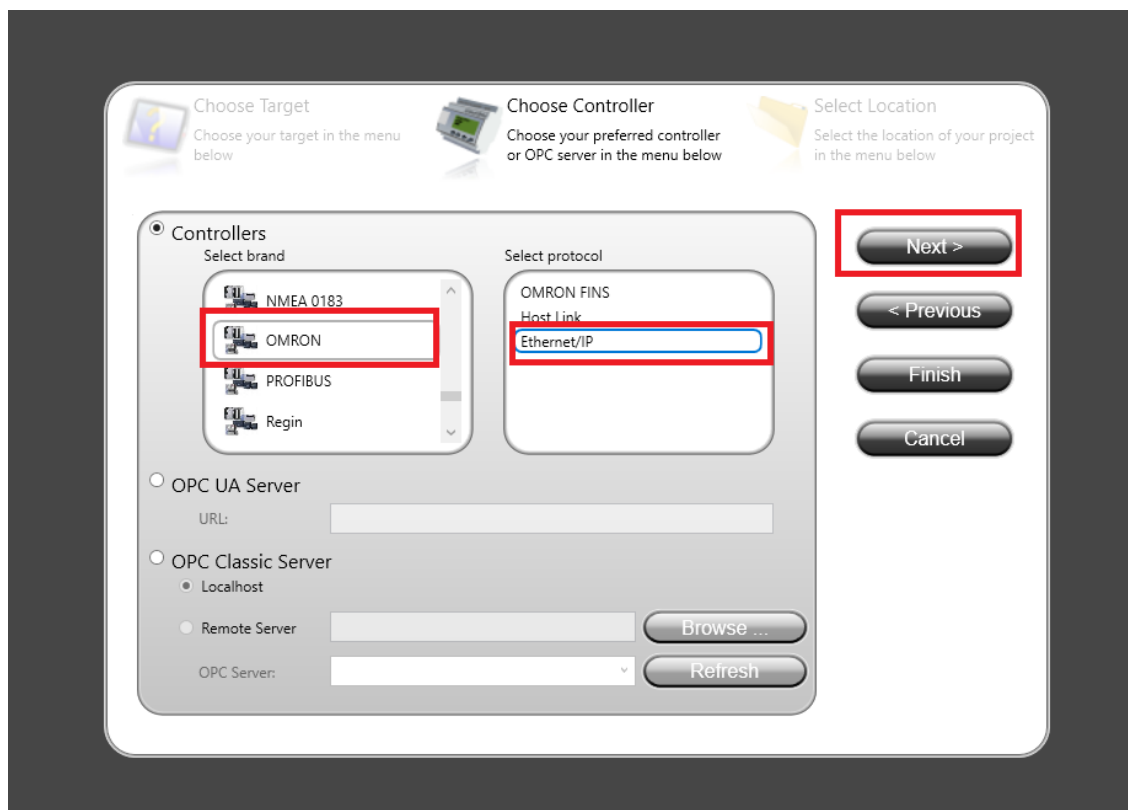 Choose Target
Choose your target in the menu
below
Choose Controller
Choose your preferred controller
or OPC server in the menu below
Select Location
Select the location of your project
in the menu below
Controllers
Select brand
NMEA 0183
OMRON
PROFIBUS
Regin
Select protocol
OMRON FINS
Host Link
Ethernet/IP
Next >
< Previous
Finish
Cancel
OPC UA Server
URL:
OPC Classic Server
Localhost
Remote Server
Browse ...
OPC Server:
Refresh